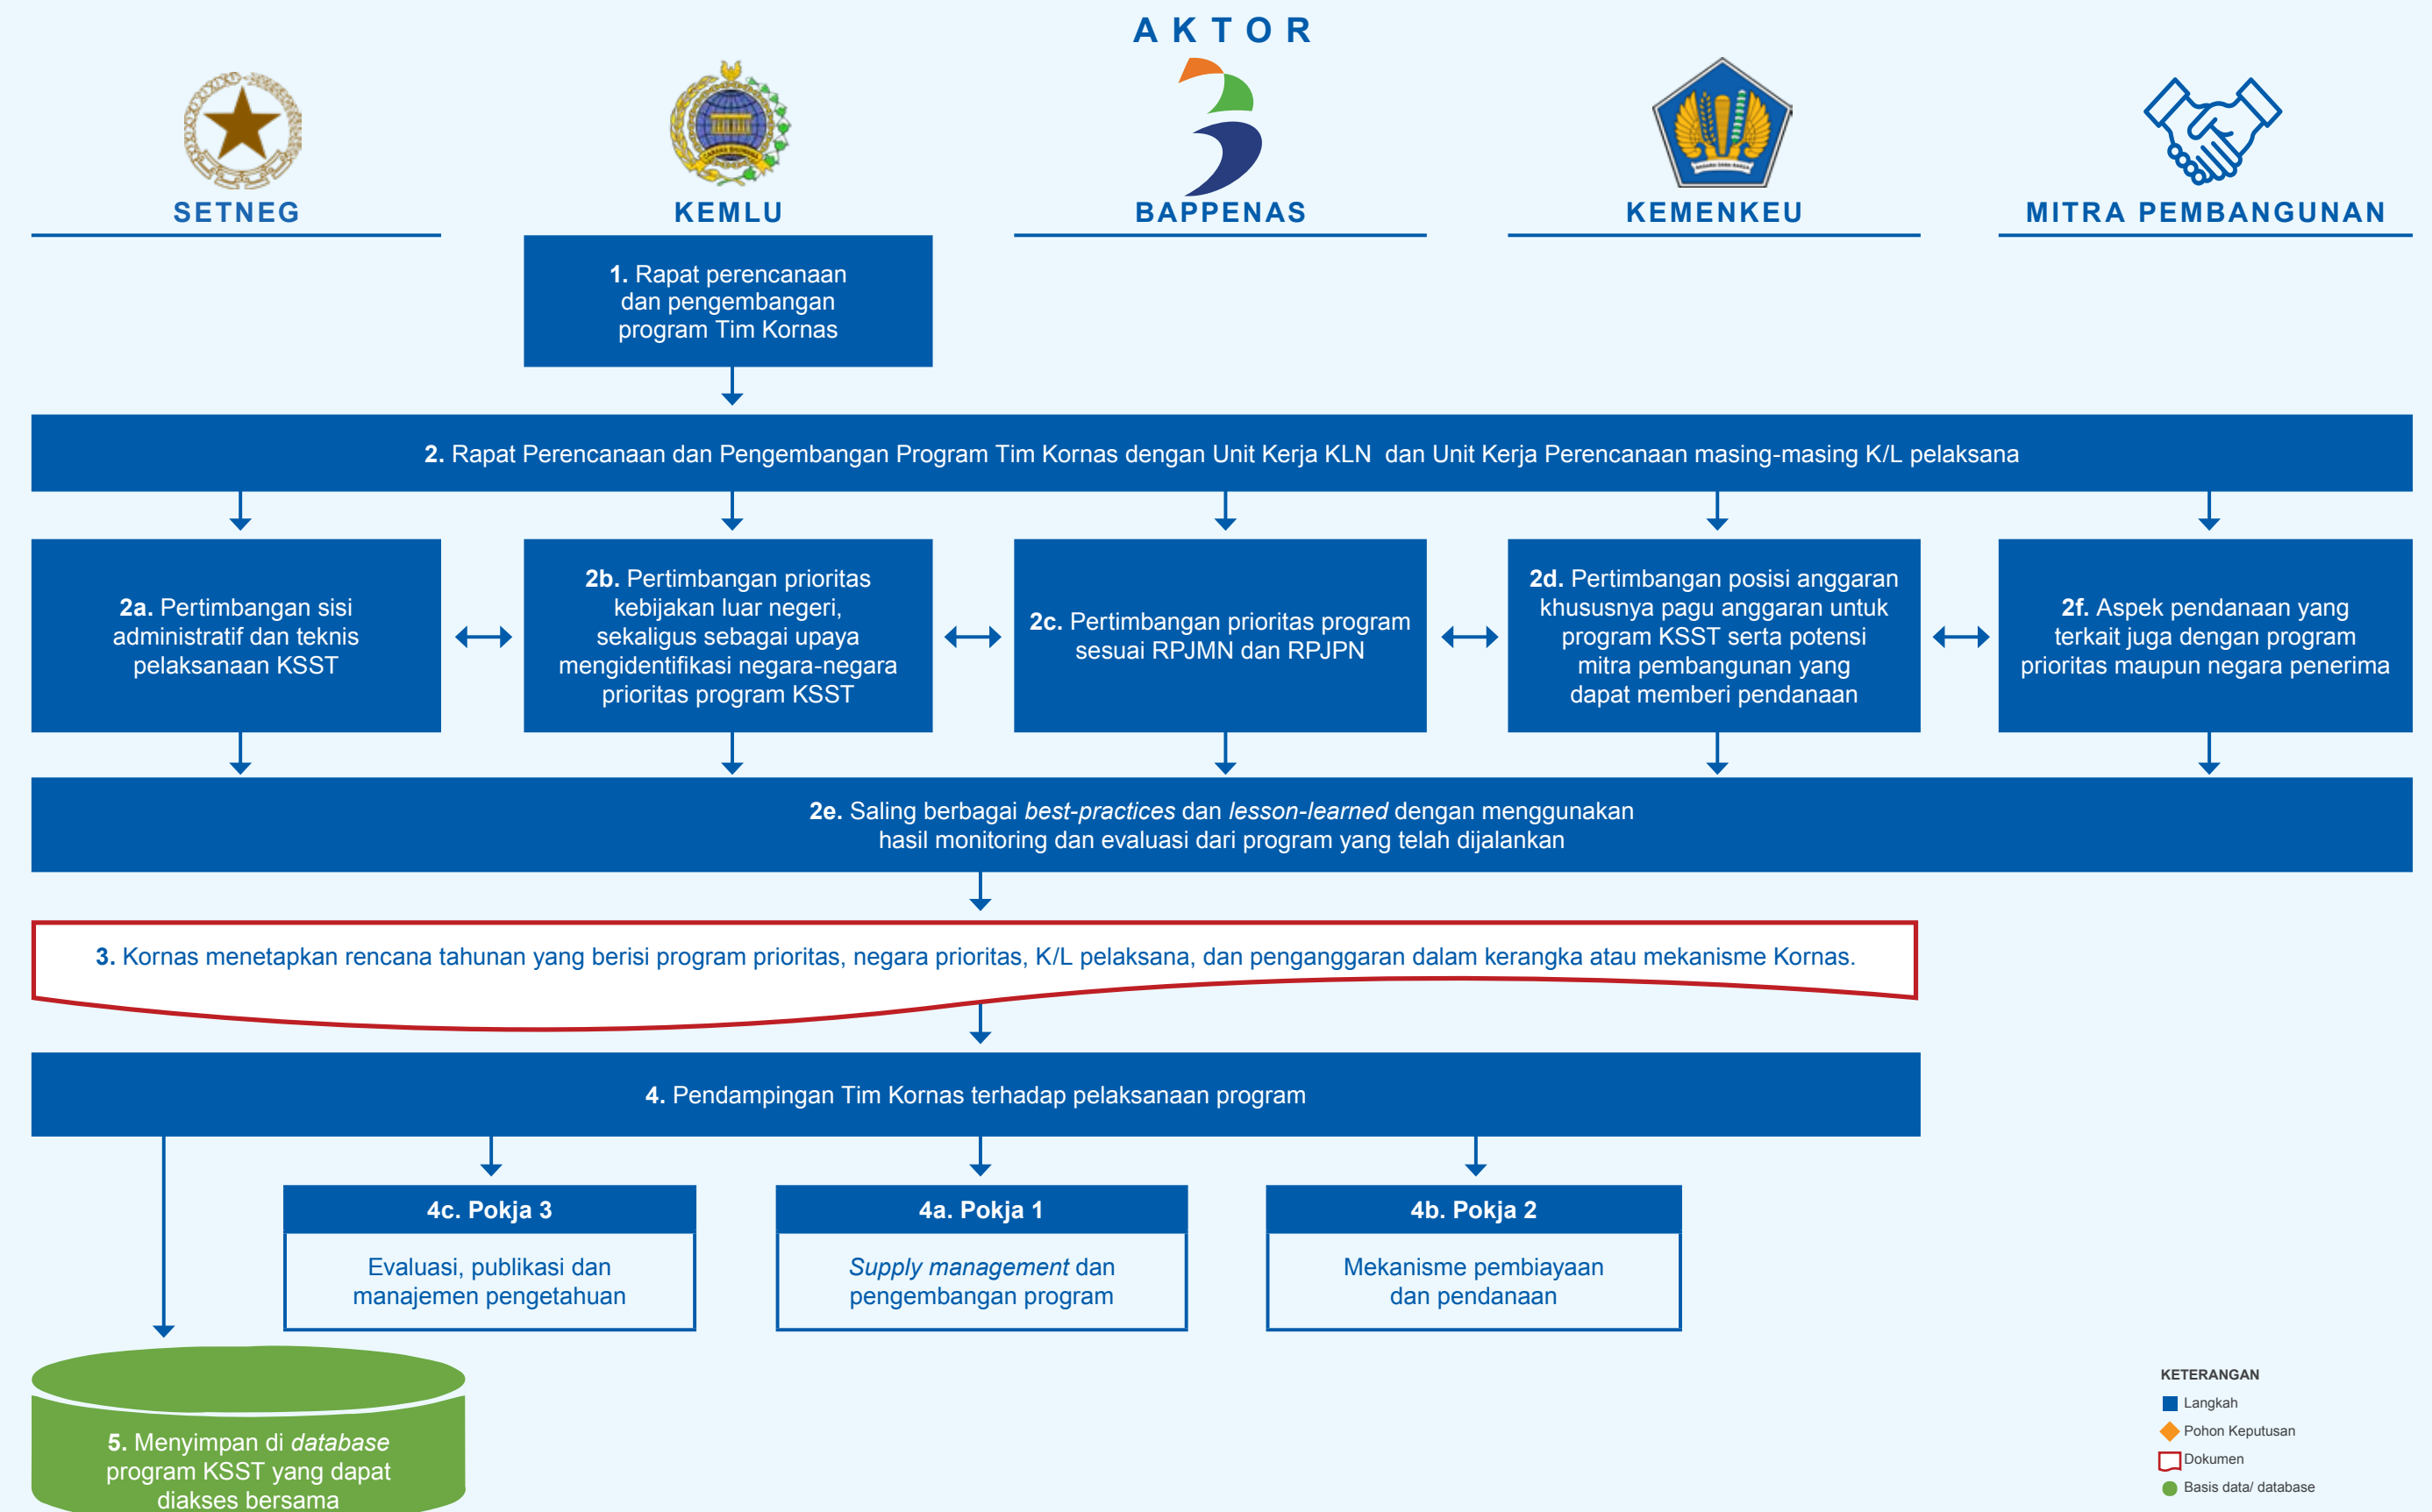 AKTOR
SETNEG
KEMLU
BAPPENAS
KEMENKEU
MITRA PEMBANGUNAN
1. Rapat perencanaan
dan pengembangan
program Tim Kornas
2. Rapat Perencanaan dan Pengembangan Program Tim Kornas dengan Unit Kerja KLN dan Unit Kerja Perencanaan masing-masing K/L pelaksana
2a. Pertimbangan sisi
administratif dan teknis
pelaksanaan KSST
2b. Pertimbangan prioritas
kebijakan luar negeri,
sekaligus sebagai upaya
mengidentifikasi negara-negara
prioritas program KSST
2c. Pertimbangan prioritas program
sesuai RPJMN dan RPJPN
2d. Pertimbangan posisi anggaran
khususnya pagu anggaran untuk
program KSST serta potensi
mitra pembangunan yang
dapat memberi pendanaan
2f. Aspek pendanaan yang
terkait juga dengan program
prioritas maupun negara penerima
2e. Saling berbagai best-practices dan lesson-learned dengan menggunakan
hasil monitoring dan evaluasi dari program yang telah dijalankan
3. Kornas menetapkan rencana tahunan yang berisi program prioritas, negara prioritas, K/L pelaksana, dan penganggaran dalam kerangka atau mekanisme Kornas.
4. Pendampingan Tim Kornas terhadap pelaksanaan program
4c. Pokja 3
Evaluasi, publikasi dan
manajemen pengetahuan
4a. Pokja 1
Supply management dan
pengembangan program
4b. Pokja 2
Mekanisme pembiayaan
dan pendanaan
5. Menyimpan di database
program KSST yang dapat
diakses bersama
KETERANGAN
Langkah
Pohon Keputusan
Dokumen
Basis data/ database